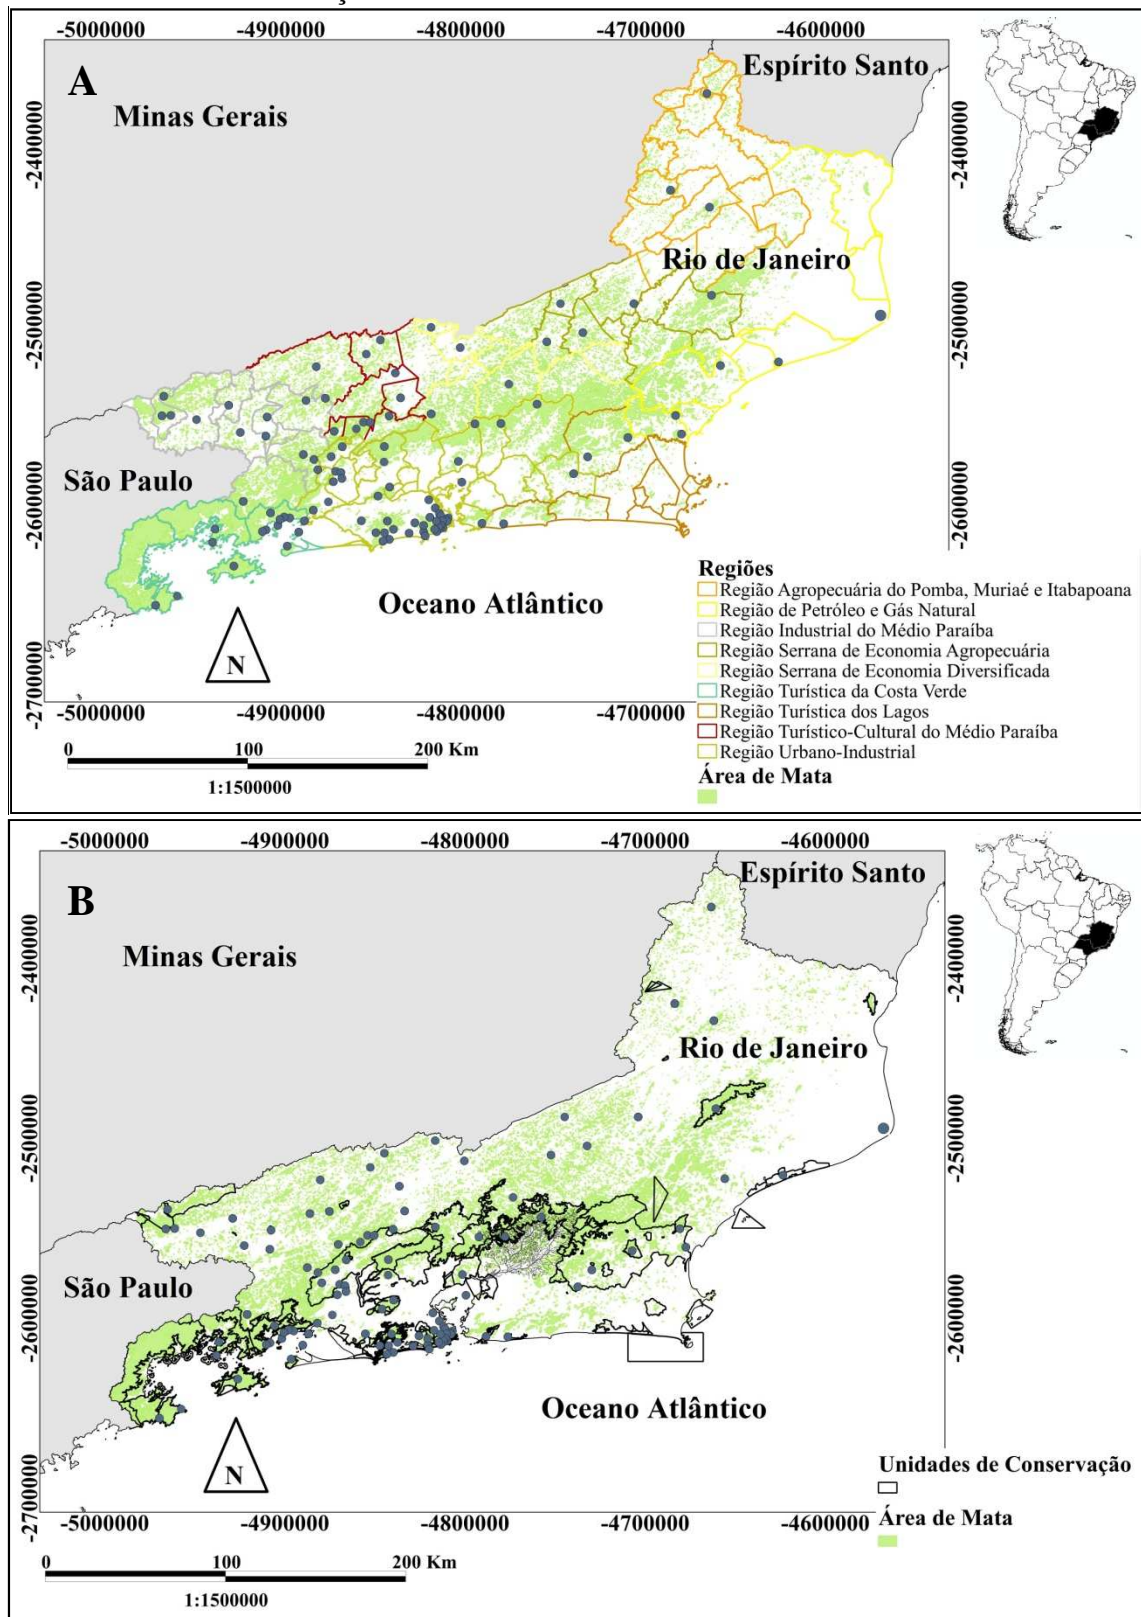 -5000000 -4900000 -4800000 -4700000 -4600000
A
Espírito Santo
Minas Gerais
-2400000
-2400000
Rio de Janeiro
-2500000
-2500000
São Paulo
-2600000
-2600000
Oceano Atlântico
N
-2700000
-5000000 -4900000 -4800000 -4700000
0 100 200 Km
1:1500000
Regiões
Região Agropecuária do Pomba, Muriaé e Itabapoana
Região de Petróleo e Gás Natural
Região Industrial do Médio Paraíba
Região Serrana de Economia Agropecuária
Região Serrana de Economia Diversificada
Região Turística da Costa Verde
Região Turística dos Lagos
Região Turístico-Cultural do Médio Paraíba
Região Urbano-Industrial
Área de Mata
-5000000 -4900000 -4800000 -4700000 -4600000
B
Espírito Santo
Minas Gerais
-2400000
-2400000
Rio de Janeiro
-2500000
-2500000
São Paulo
-2600000
-2600000
Oceano Atlântico
N
-2700000
Unidades de Conservação
Área de Mata
-5000000 -4900000 -4800000 -4700000 -4600000
0 100 200 Km
1:1500000